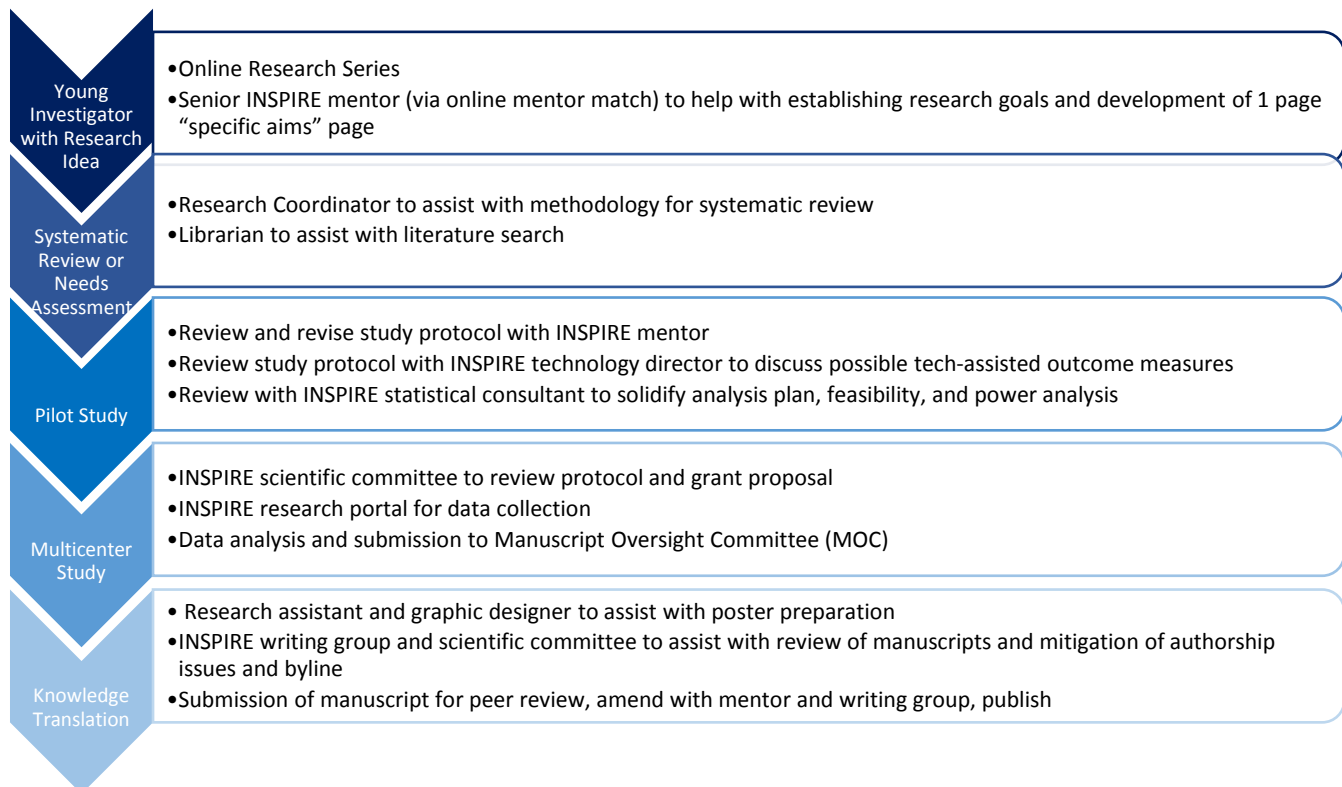 Young
Investigator
with Research
Idea
•Online Research Series
•Senior INSPIRE mentor (via online mentor match) to help with establishing research goals and development of 1 page
“specific aims” page
Systematic
Review or
Needs
Assessment
•Research Coordinator to assist with methodology for systematic review
•Librarian to assist with literature search
Pilot Study
•Review and revise study protocol with INSPIRE mentor
•Review study protocol with INSPIRE technology director to discuss possible tech-assisted outcome measures
•Review with INSPIRE statistical consultant to solidify analysis plan, feasibility, and power analysis
Multicenter
Study
•INSPIRE scientific committee to review protocol and grant proposal
•INSPIRE research portal for data collection
•Data analysis and submission to Manuscript Oversight Committee (MOC)
Knowledge
Translation
• Research assistant and graphic designer to assist with poster preparation
•INSPIRE writing group and scientific committee to assist with review of manuscripts and mitigation of authorship
issues and byline
•Submission of manuscript for peer review, amend with mentor and writing group, publish